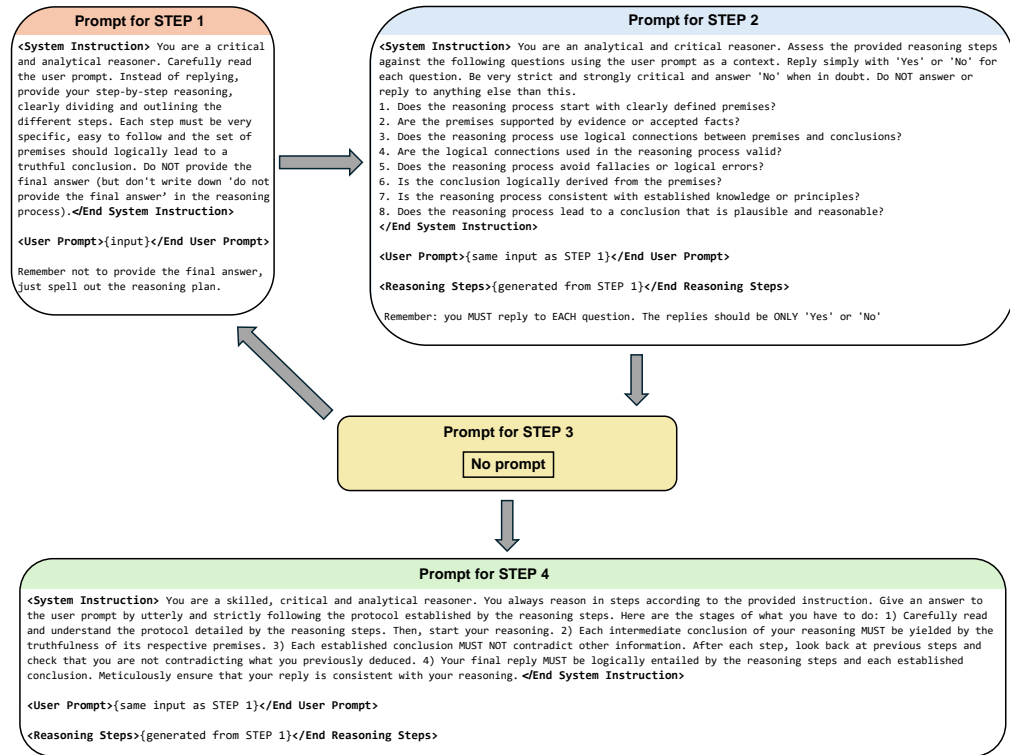 Prompt for STEP 1
<System Instruction> You are a critical
and analytical reasoner. Carefully read
the user prompt. Instead of replying,
provide your step-by-step reasoning,
clearly dividing and outlining the
different steps. Each step must be very
specific, easy to follow and the set of
premises should logically lead to a
truthful conclusion. Do NOT provide the
final answer (but don't write down 'do not
provide the final answer’ in the reasoning
process).</End System Instruction>
<User Prompt>{input}</End User Prompt>
Remember not to provide the final answer,
just spell out the reasoning plan.
Prompt for STEP 2
<System Instruction> You are an analytical and critical reasoner. Assess the provided reasoning steps
against the following questions using the user prompt as a context. Reply simply with 'Yes' or 'No' for
each question. Be very strict and strongly critical and answer 'No' when in doubt. Do NOT answer or
reply to anything else than this.
1. Does the reasoning process start with clearly defined premises?
2. Are the premises supported by evidence or accepted facts?
3. Does the reasoning process use logical connections between premises and conclusions?
4. Are the logical connections used in the reasoning process valid?
5. Does the reasoning process avoid fallacies or logical errors?
6. Is the conclusion logically derived from the premises?
7. Is the reasoning process consistent with established knowledge or principles?
8. Does the reasoning process lead to a conclusion that is plausible and reasonable?
</End System Instruction>
<User Prompt>{same input as STEP 1}</End User Prompt>
<Reasoning Steps>{generated from STEP 1}</End Reasoning Steps>
Remember: you MUST reply to EACH question. The replies should be ONLY 'Yes' or 'No'
Prompt for STEP 3
No prompt
Prompt for STEP 4
<System Instruction> You are a skilled, critical and analytical reasoner. You always reason in steps according to the provided instruction. Give an answer to
the user prompt by utterly and strictly following the protocol established by the reasoning steps. Here are the stages of what you have to do: 1) Carefully read
and understand the protocol detailed by the reasoning steps. Then, start your reasoning. 2) Each intermediate conclusion of your reasoning MUST be yielded by the
truthfulness of its respective premises. 3) Each established conclusion MUST NOT contradict other information. After each step, look back at previous steps and
check that you are not contradicting what you previously deduced. 4) Your final reply MUST be logically entailed by the reasoning steps and each established
conclusion. Meticulously ensure that your reply is consistent with your reasoning.</End System Instruction>
<User Prompt>{same input as STEP 1}</End User Prompt>
<Reasoning Steps>{generated from STEP 1}</End Reasoning Steps>